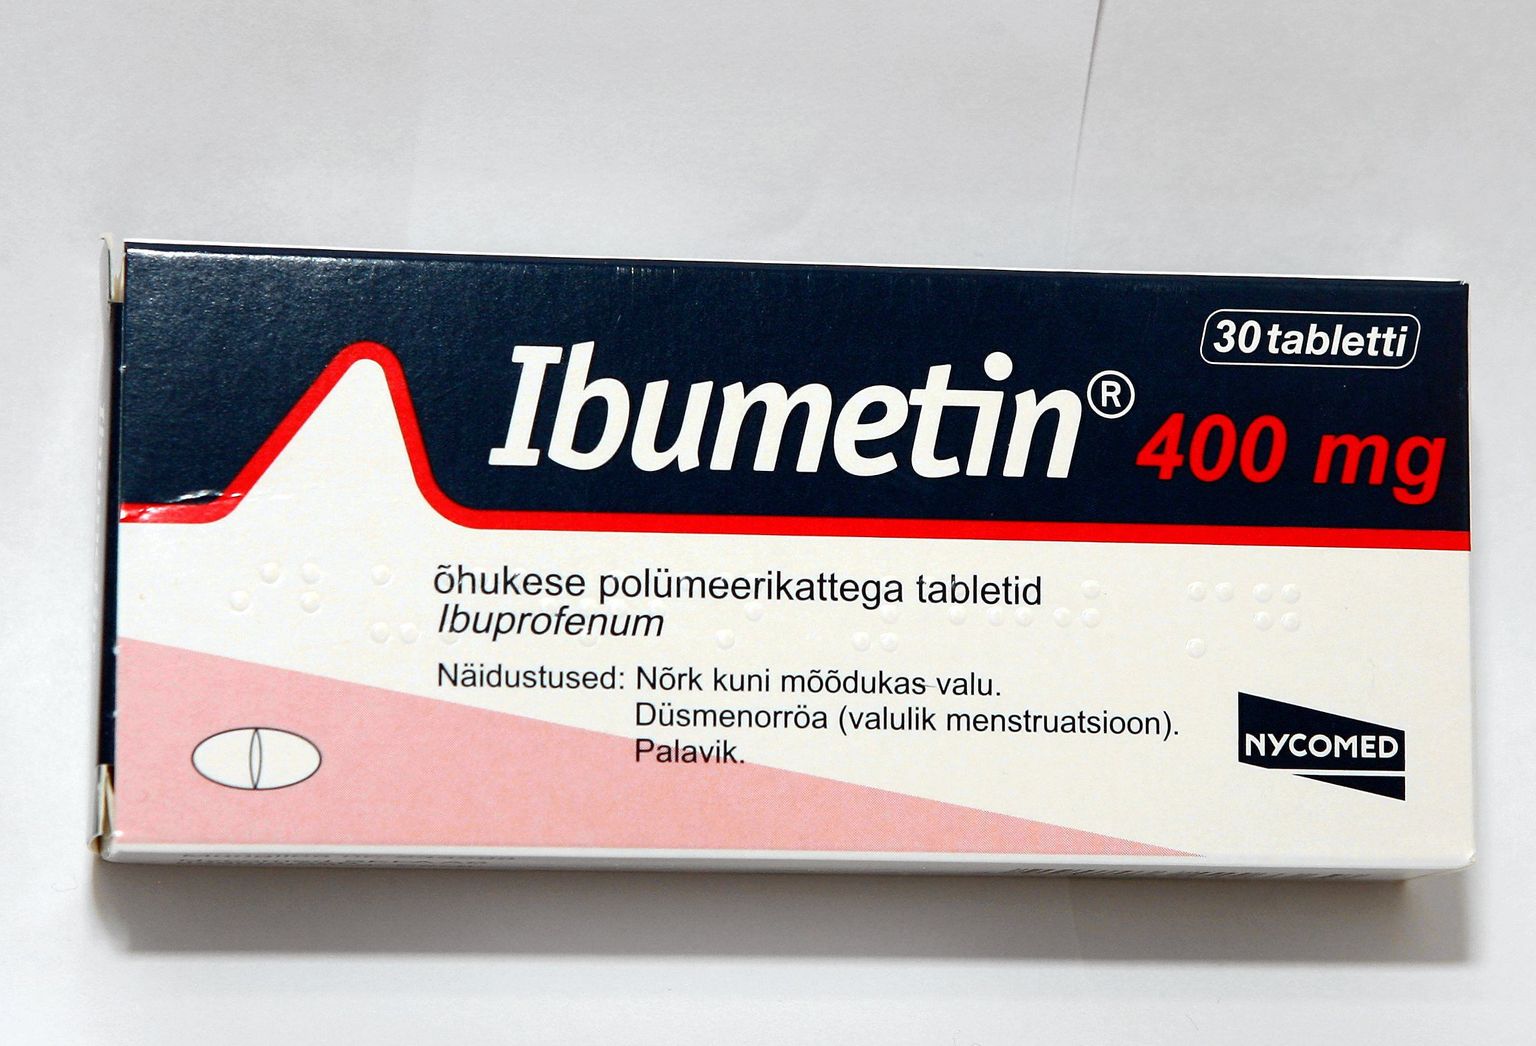 30 tabletti
Ibumetin® 400 mg
õhukese polümeerikattega tabletid
Ibuprofenum
Näidustused: Nõrk kuni mõõdukas valu.
Düsmenorröa (valulik menstruatsioon).
Palavik.
NYCOMED